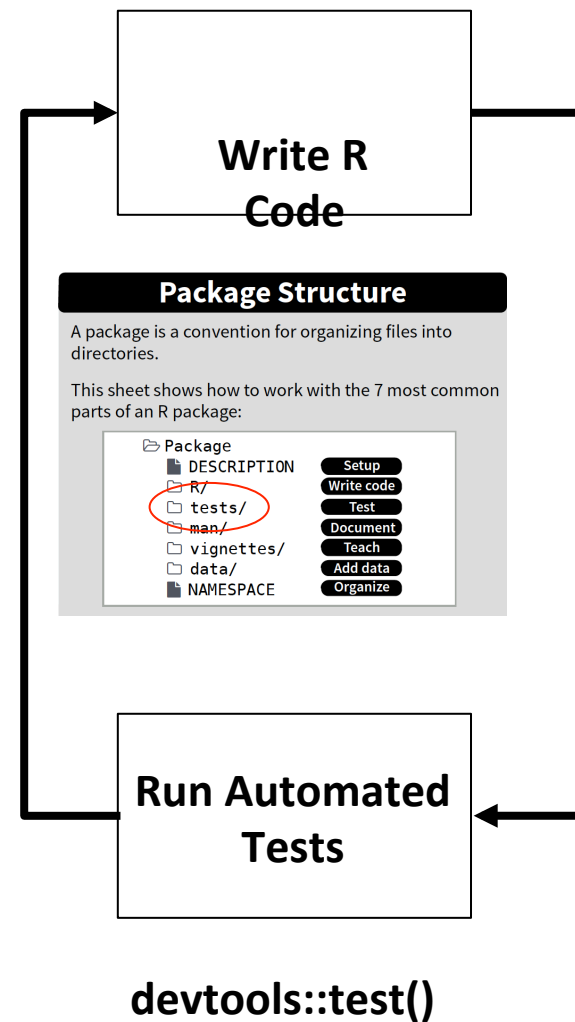 Write R
Code
Package Structure
A package is a convention for organizing files into
directories.
This sheet shows how to work with the 7 most common
parts of an R package:
Package
DESCRIPTION Setup
R/ Write code
tests/ Test
man/ Document
vignettes/ Teach
data/ Add data
NAMESPACE Organize
Run Automated
Tests
devtools::test()